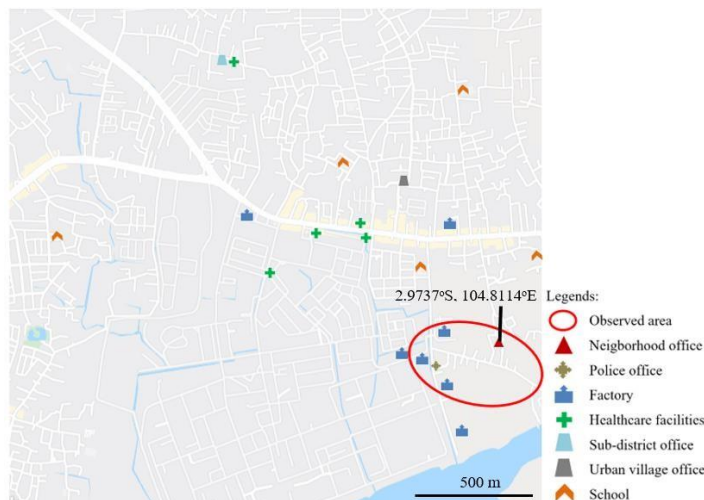 2.9737°S, 104.8114°E
Legends:
Observed area
Neigborhood office
Police office
Factory
Healthcare facilities
Sub-district office
Urban village office
School
500 m